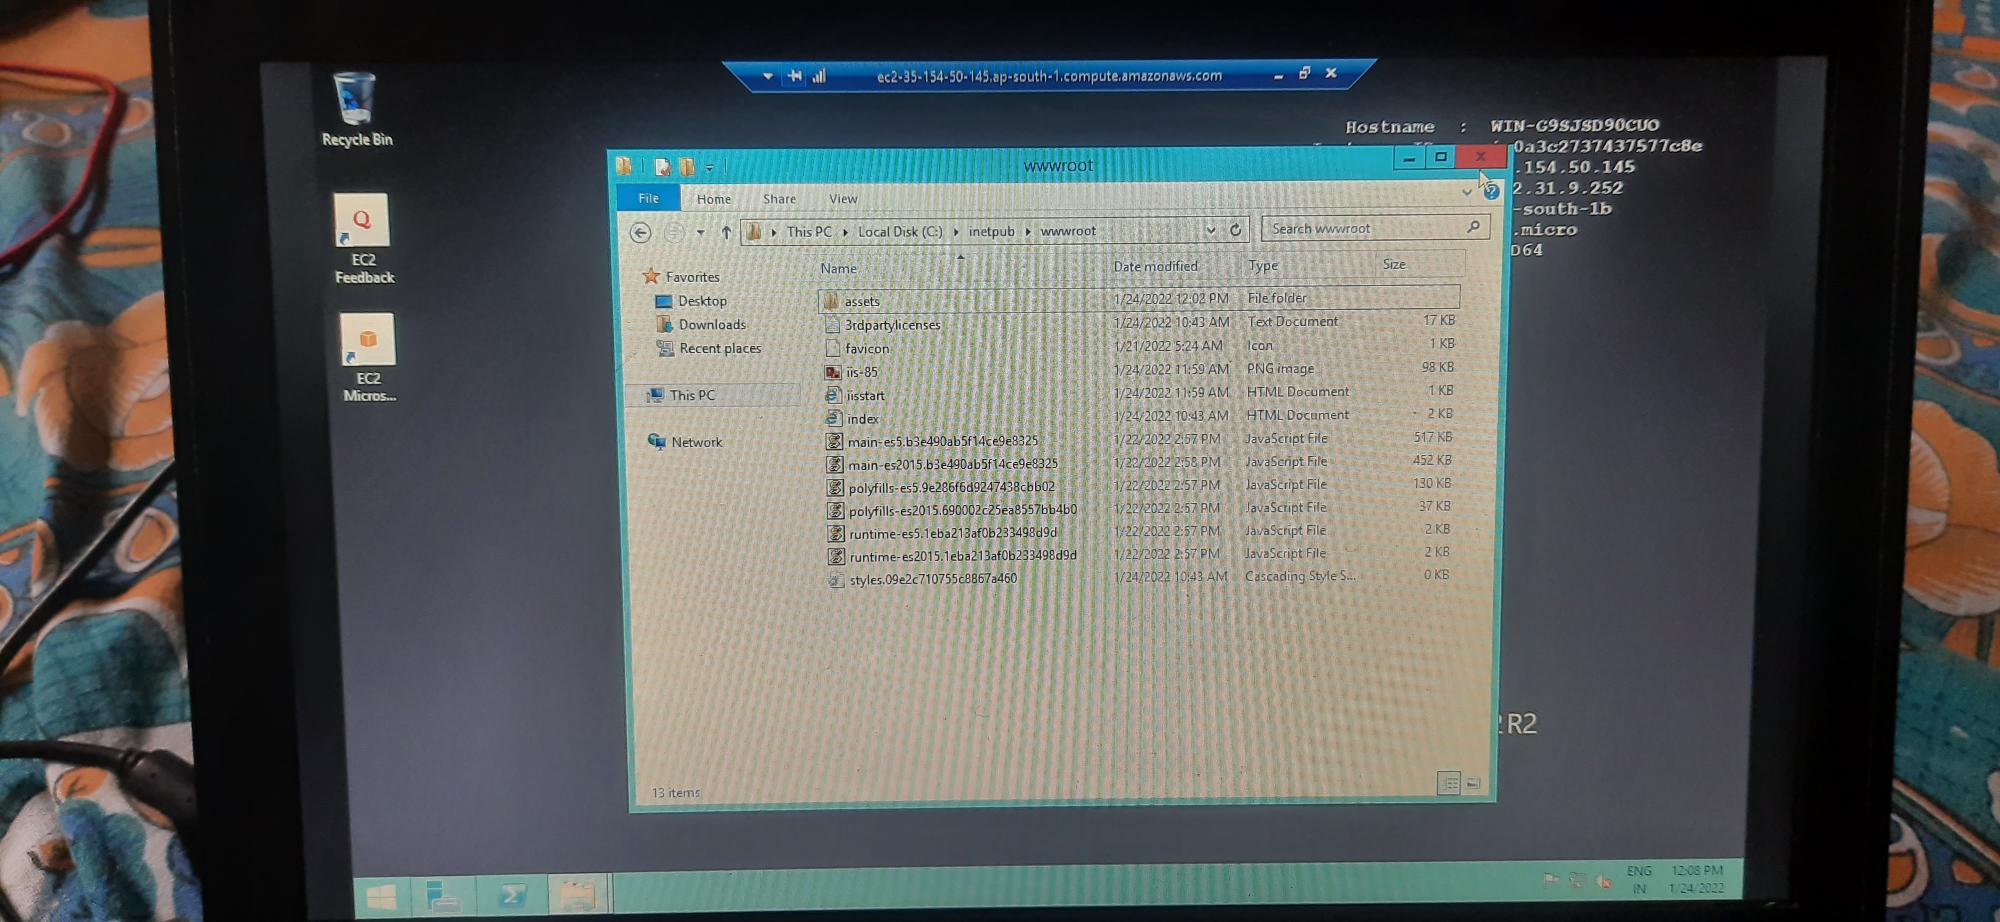 ec2-35-154-50-145.ap-south-1.compute.amazonaws.com
Recycle Bin
EC2
Feedback
EC2
Micros...
Hostname : WIN-G9SJSD90CUO
0a3c2737437577c8e
.154.50.145
2.31.9.252
-south-1b
.micro
D64
wwwroot
File Home Share View
This PC Local Disk (C:) inetpub wwwroot
Search wwwroot
Name Date modified Type Size
Favorites
Desktop
Downloads
Recent places
This PC
Network
assets 1/24/2022 12:02 PM File folder
3rdpartylicenses 1/24/2022 10:43 AM Text Document 17 KB
favicon 1/21/2022 5:24 AM Icon 1 KB
iis-85 1/24/2022 11:59 AM PNG image 98 KB
iisstart 1/24/2022 11:59 AM HTML Document 1 KB
index 1/24/2022 10:43 AM HTML Document 2 KB
main-es5.b3e490ab5f14ce9e8325 1/22/2022 2:57 PM JavaScript File 517 KB
main-es2015.b3e490ab5f14ce9e8325 1/22/2022 2:58 PM JavaScript File 452 KB
polyfills-es5.9e286f6d9247438cbb02 1/22/2022 2:57 PM JavaScript File 130 KB
polyfills-es2015.690002c25ea8557bb4b0 1/22/2022 2:57 PM JavaScript File 37 KB
runtime-es5.1eba213af0b233498d9d 1/22/2022 2:57 PM JavaScript File 2 KB
runtime-es2015.1eba213af0b233498d9d 1/22/2022 2:57 PM JavaScript File 2 KB
styles.09e2c710755c8867a460 1/24/2022 10:43 AM Cascading Style S... 0 KB
R2
13 items
ENG
IN
12:08 PM
1/24/2022